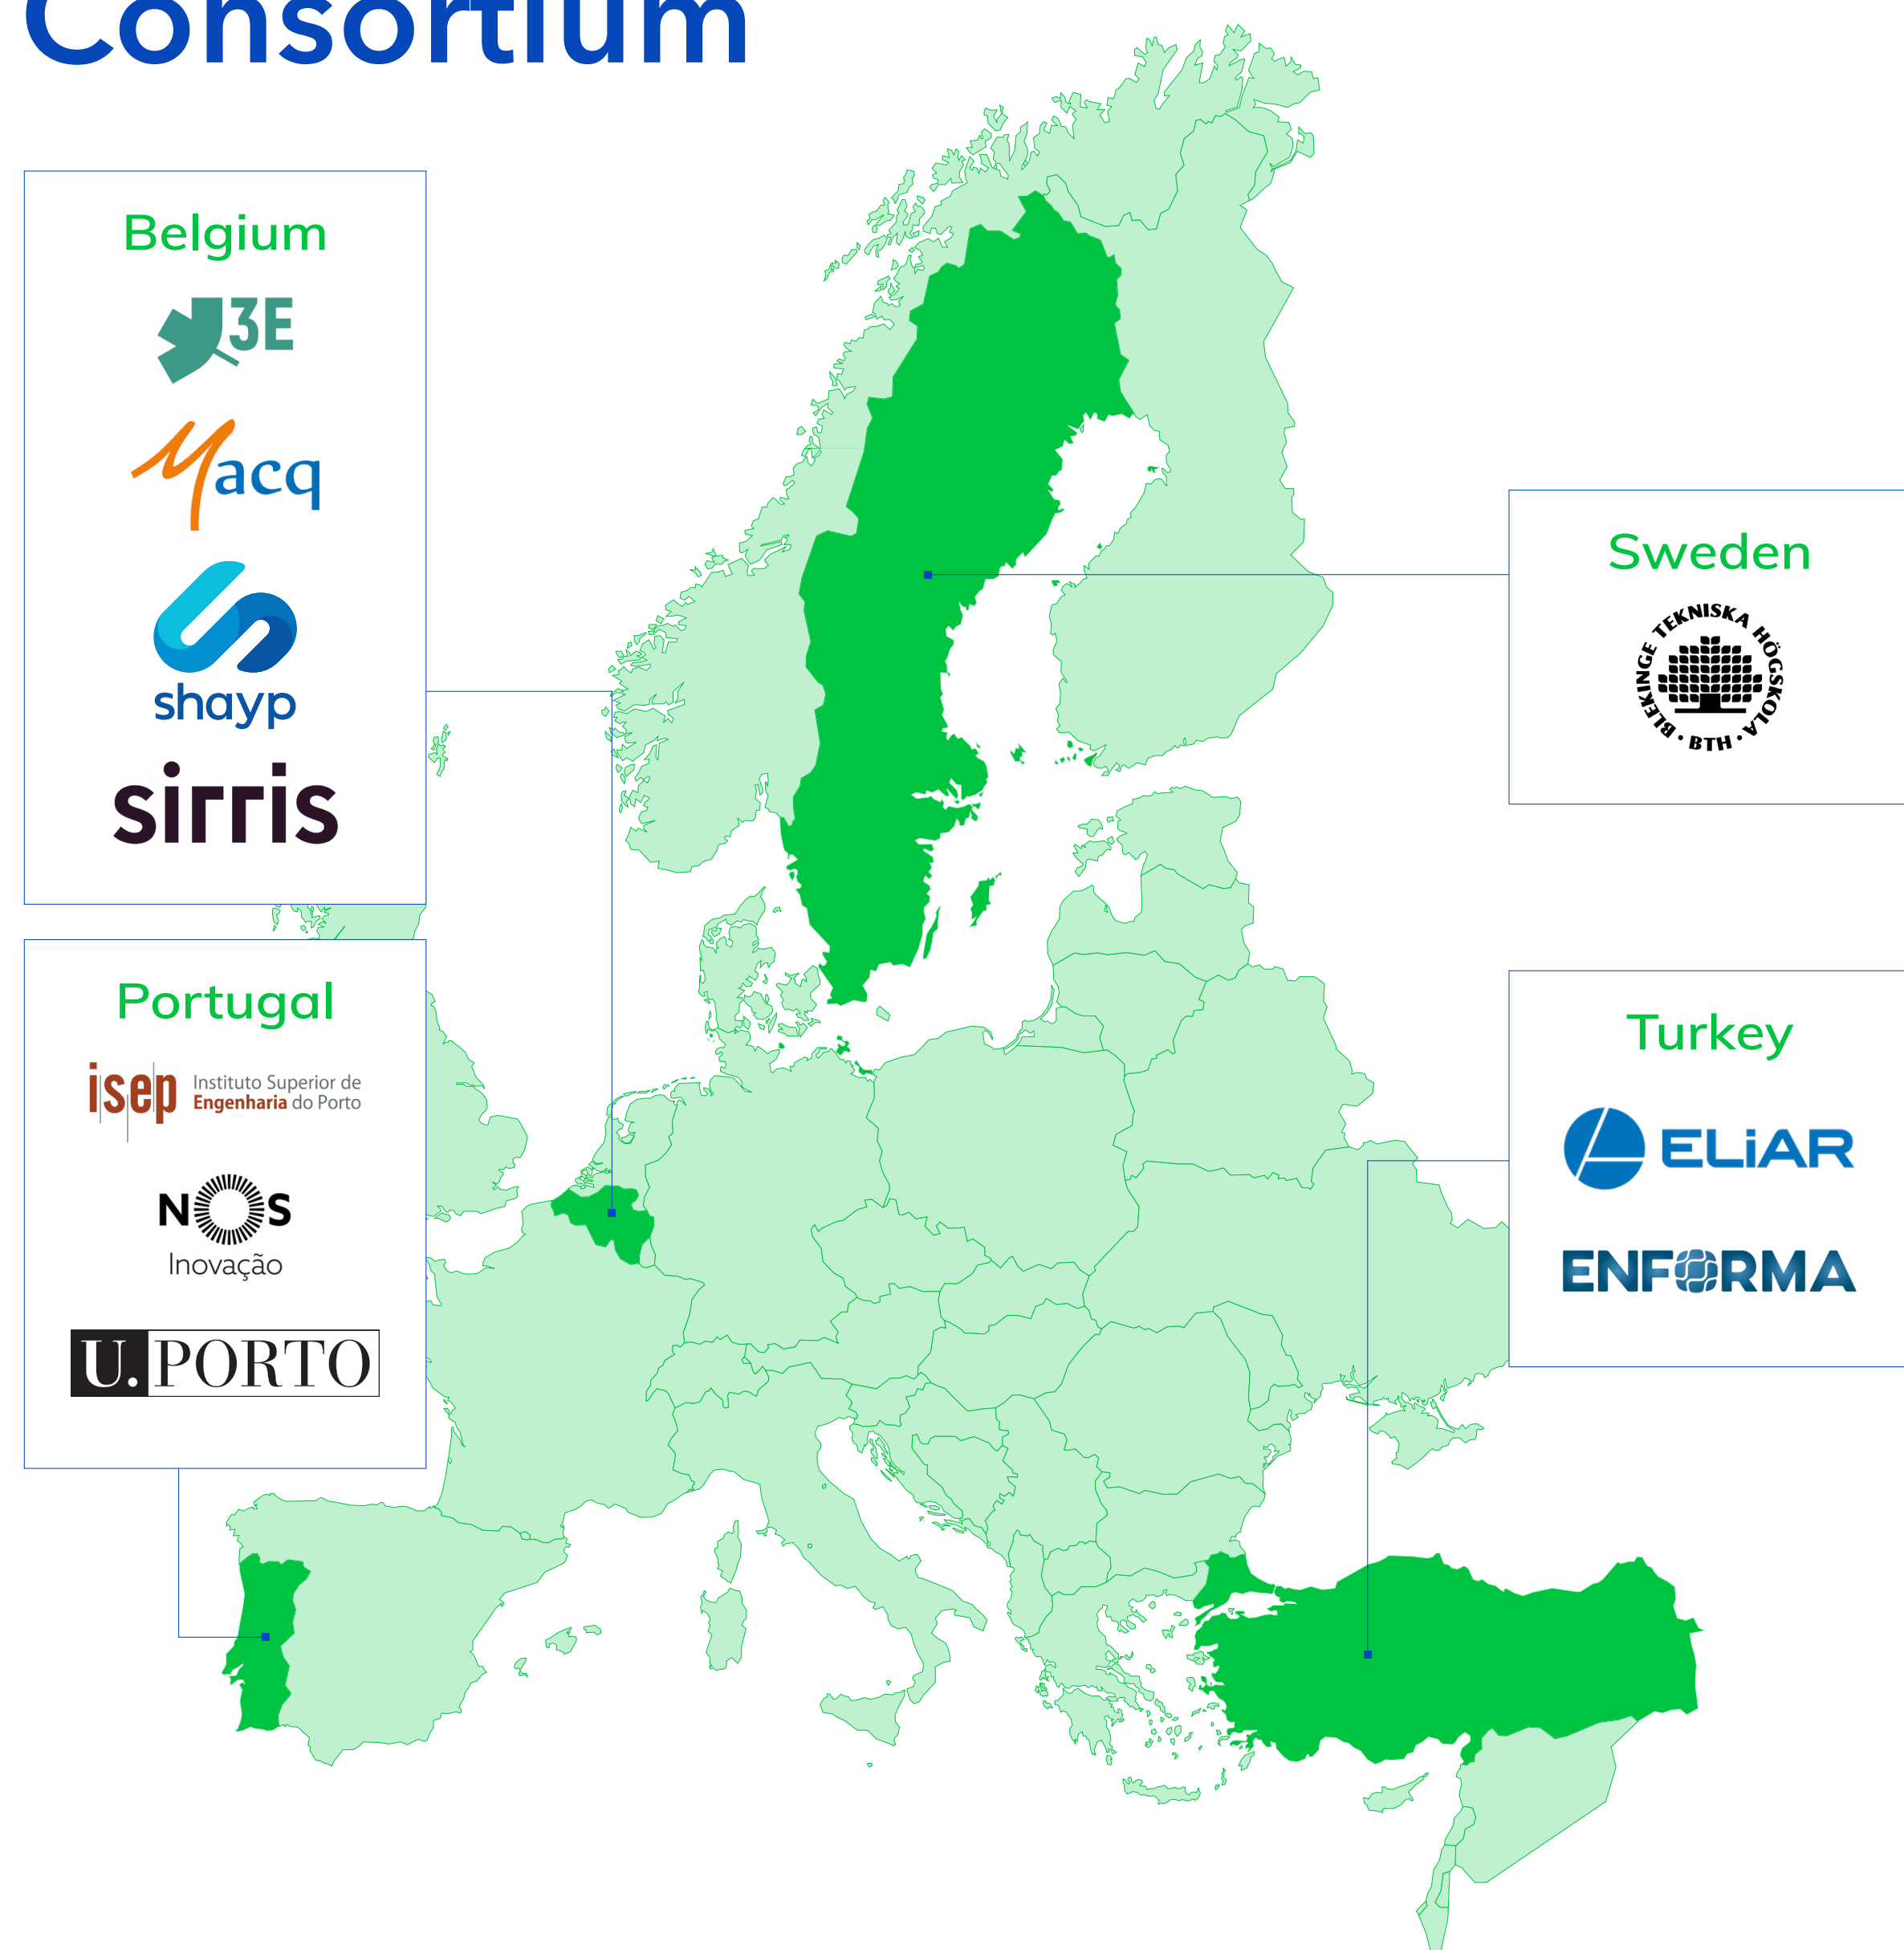 Consortium
Belgium
3E
Macq
shayp
sirris
Portugal
isep Instituto Superior de
Engenharia do Porto
NOS
Inovação
U.PORTO
Sweden
BLEKINGE TEKNISKA HÖGSKOLA
• BTH •
Turkey
ELiAR
ENFORMA